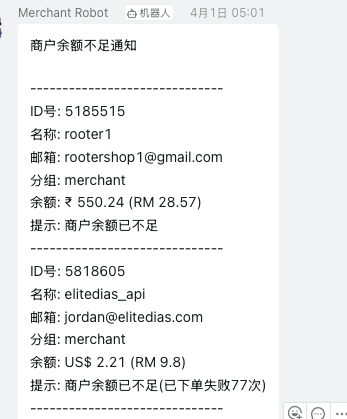 Merchant Robot 机器人 4月1日 05:01
商户余额不足通知
------------------------------
ID号: 5185515
名称: rooter1
邮箱: rootershop1@gmail.com
分组: merchant
余额: ₹ 550.24 (RM 28.57)
提示: 商户余额已不足
------------------------------
ID号: 5818605
名称: elitedias_api
邮箱: jordan@elitedias.com
分组: merchant
余额: US$ 2.21 (RM 9.8)
提示: 商户余额已不足(已下单失败77次)
------------------------------